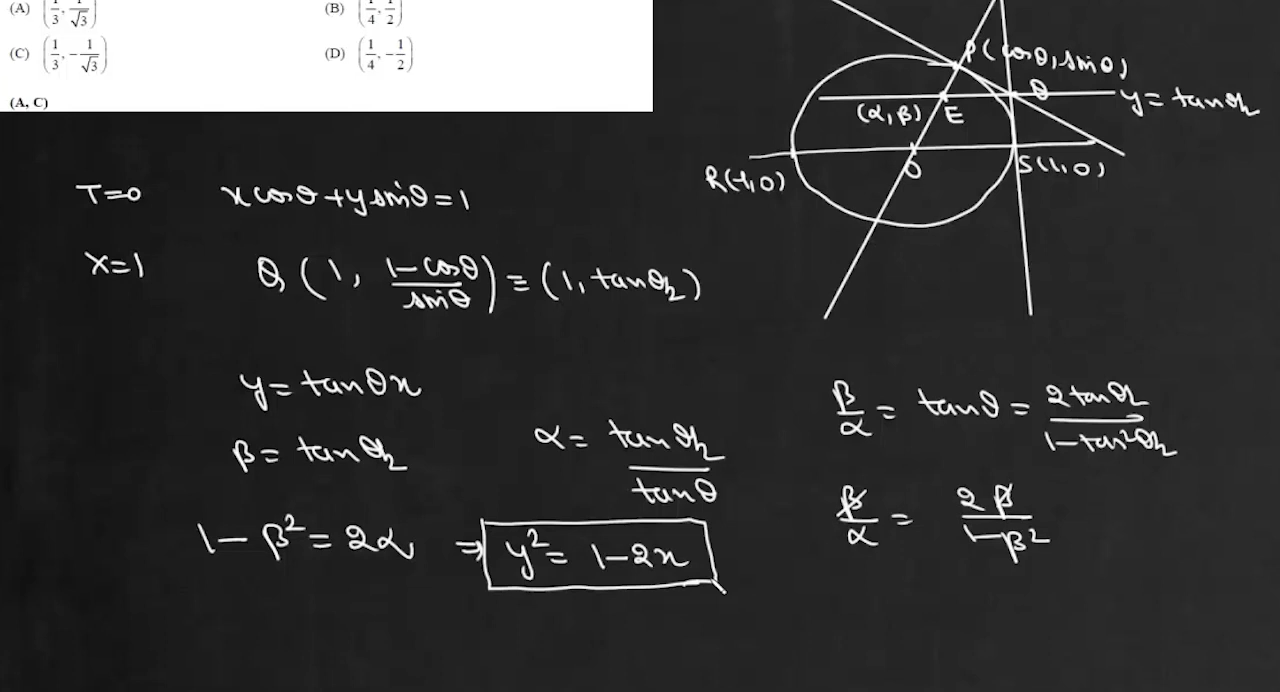 (A) (1/3, 1/√3) (B) (1/4, 1/2)
(C) (1/3, -1/√3) (D) (1/4, -1/2)
(A, C)
P(cosθ, sinθ)
Q
y = tanθ/2
(α, β) E
R(-1, 0)
O
S(1, 0)
T=0 x cosθ + y sinθ = 1
x=1 Q (1, (1-cosθ)/sinθ) ≡ (1, tanθ/2)
y = tanθx
β = tanθ/2 α = tanθ/2 / tanθ
1 - β² = 2α ⇒ y² = 1-2x
β/α = tanθ = 2 tanθ/2 / (1-tan²θ/2)
β/α = 2β / (1-β²)